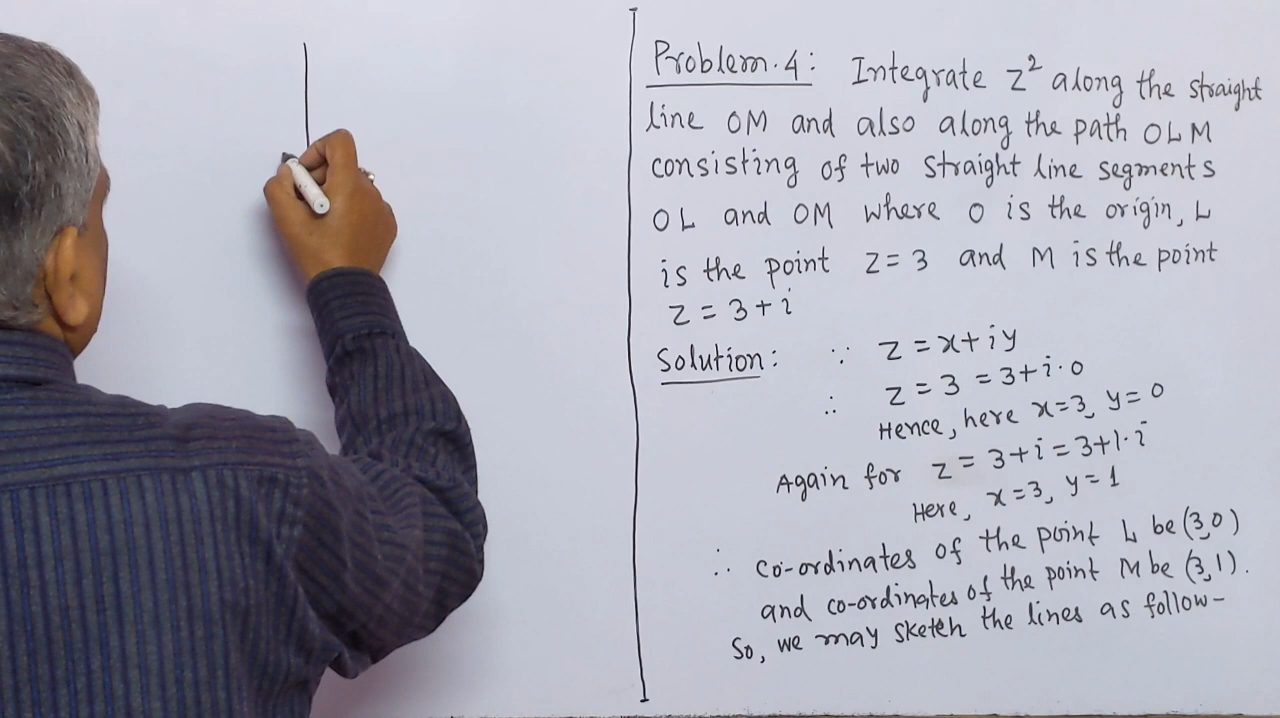 Problem.4: Integrate z² along the straight
line OM and also along the path OLM
consisting of two straight line segments
OL and OM where O is the origin, L
is the point z=3 and M is the point
z=3+i
Solution: ∵ z=x+iy
∴ z=3=3+i·0
Hence, here x=3, y=0
Again for z=3+i=3+1·i
Here, x=3, y=1
∴ co-ordinates of the point L be (3,0)
and co-ordinates of the point M be (3,1).
So, we may sketch the lines as follow-